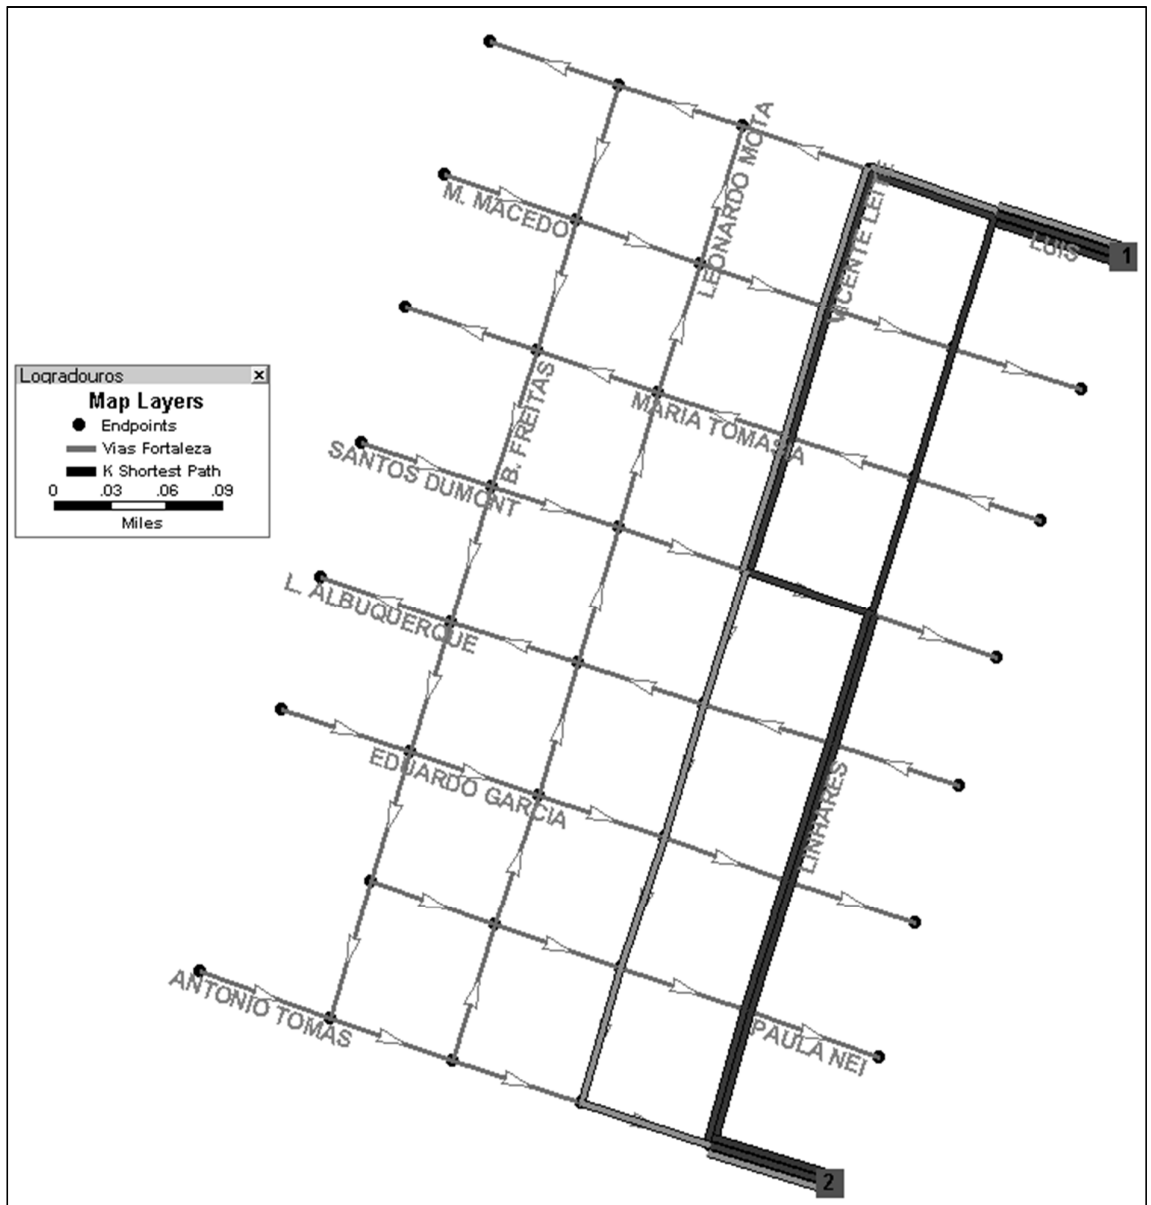 LEONARDO MOTA
VICENTE LEITE
M. MACEDO
LUIS
1
Logradouros
Map Layers
Endpoints
Vias Fortaleza
K Shortest Path
0 .03 .06 .09
Miles
B. FREITAS
MARIA TOMASIA
SANTOS DUMONT
L. ALBUQUERQUE
EDUARDO GARCIA
LINHARES
ANTONIO TOMAS
PAULA NEI
2